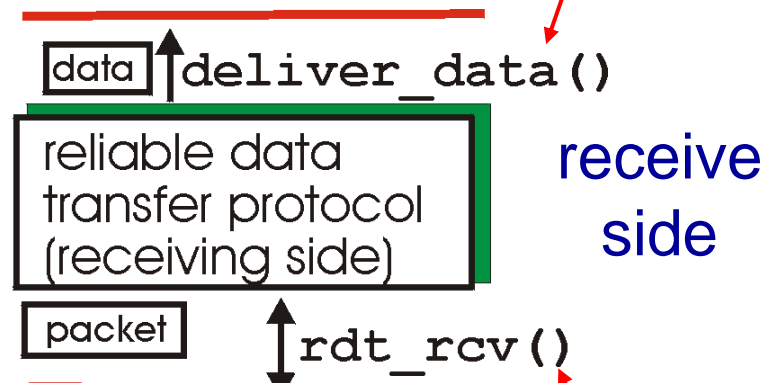 data deliver_data()
reliable data
transfer protocol
(receiving side)
receive
side
packet rdt_rcv()